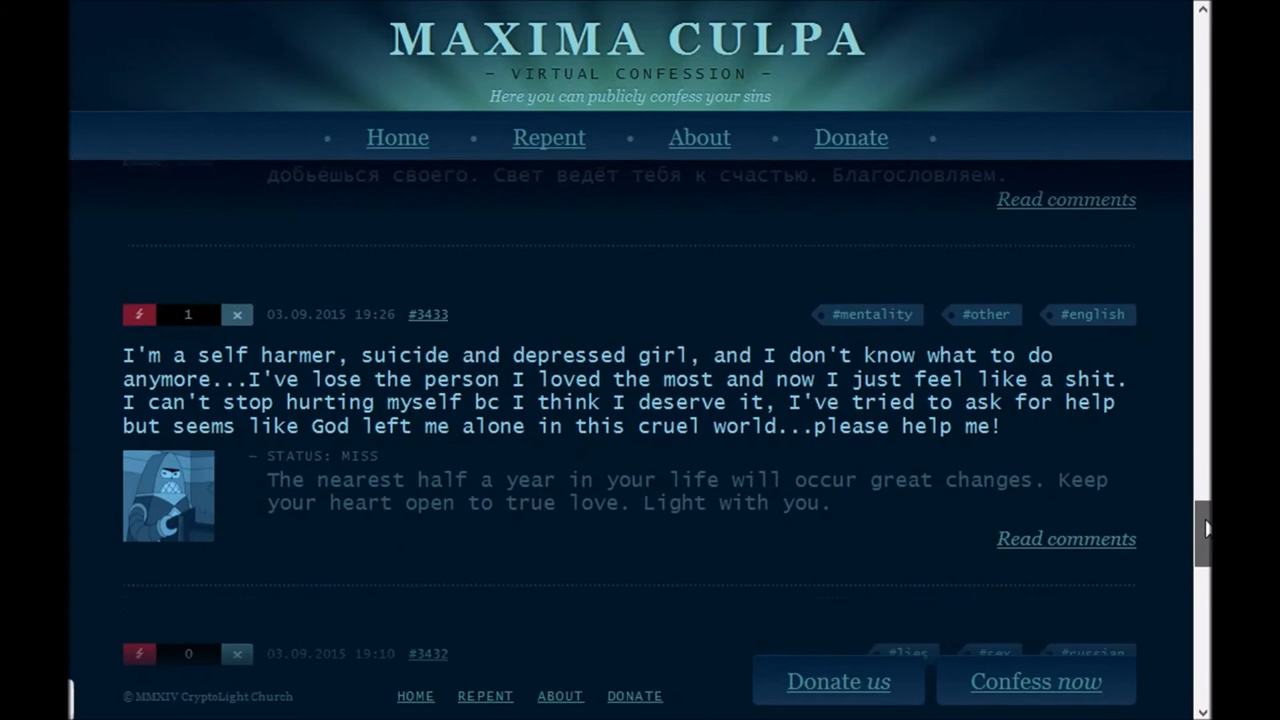 MAXIMA CULPA
– VIRTUAL CONFESSION –
Here you can publicly confess your sins
Home
Repent
About
Donate
добьёшься своего. Свет ведёт тебя к счастью. Благословляем.
Read comments
1
03.09.2015 19:26 #3433
#mentality
#other
#english
I'm a self harmer, suicide and depressed girl, and I don't know what to do
anymore...I've lose the person I loved the most and now I just feel like a shit.
I can't stop hurting myself bc I think I deserve it, I've tried to ask for help
but seems like God left me alone in this cruel world...please help me!
– STATUS: MISS
The nearest half a year in your life will occur great changes. Keep
your heart open to true love. Light with you.
Read comments
0
03.09.2015 19:10 #3432
#lies
#sex
#russian
Donate us
Confess now
© MMXIV CryptoLight Church
HOME
REPENT
ABOUT
DONATE